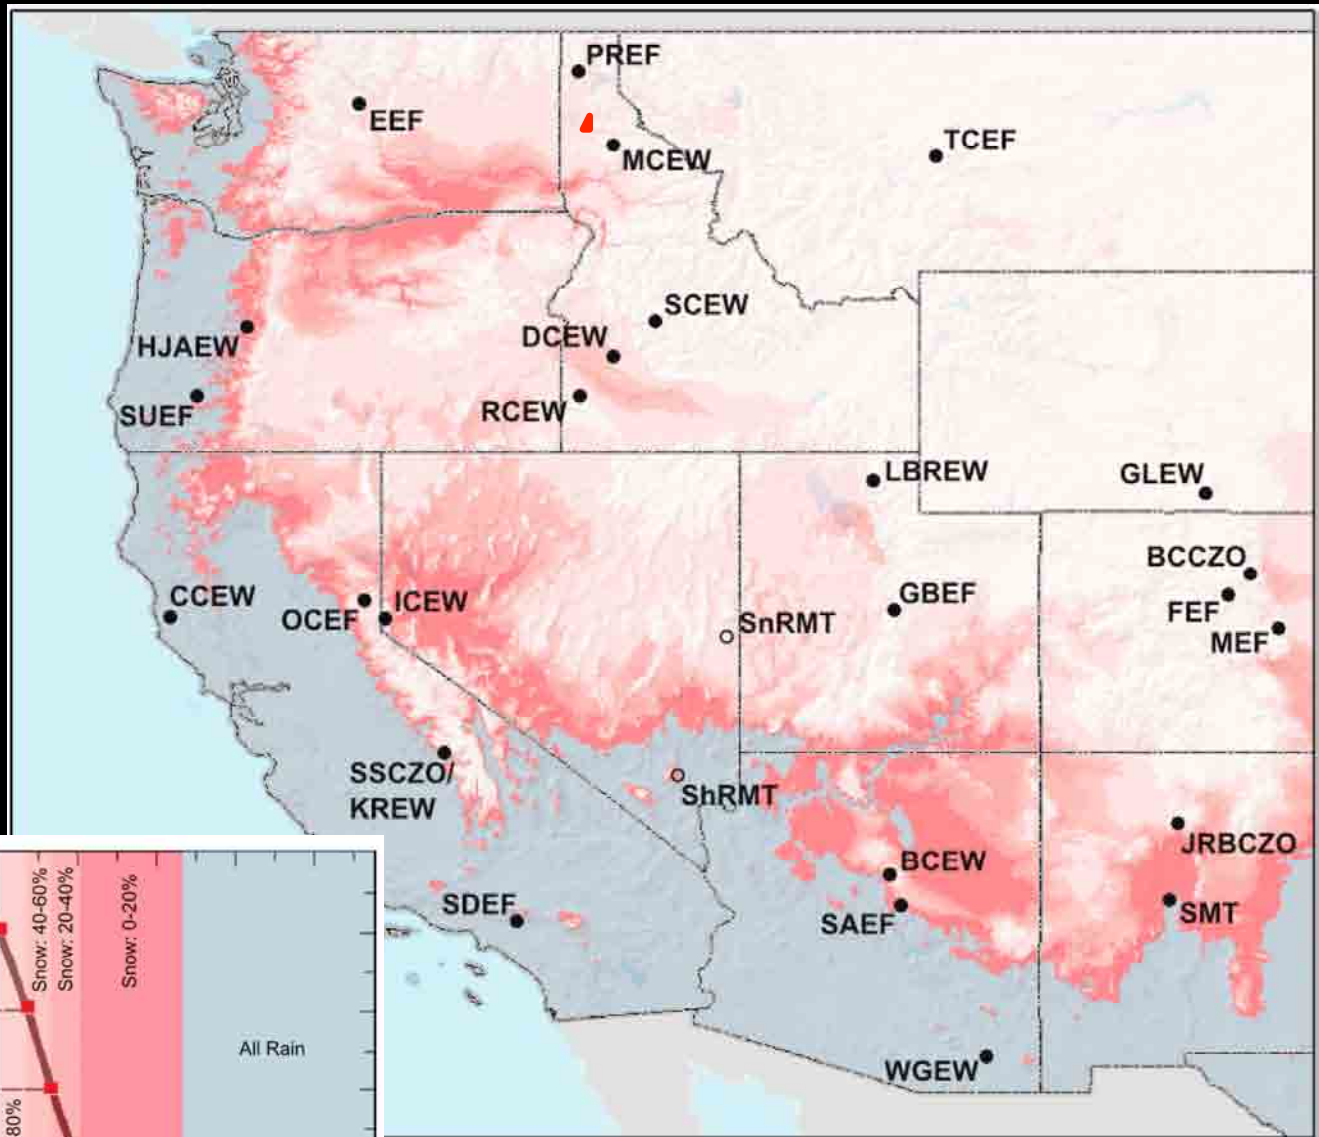 PREF
EEF
MCEW
TCEF
SCEW
DCEW
HJAEW
SUEF
RCEW
LBREW
GLEW
BCCZO
FEF
MEF
CCEW
OCEF
ICEW
GBEF
SnRMT
SSCZO/
KREW
ShRMT
JRBCZO
BCEW
SDEF
SAEF
SMT
WGEW
Snow: 40-60%
Snow: 20-40%
Snow: 0-20%
All Rain
80%